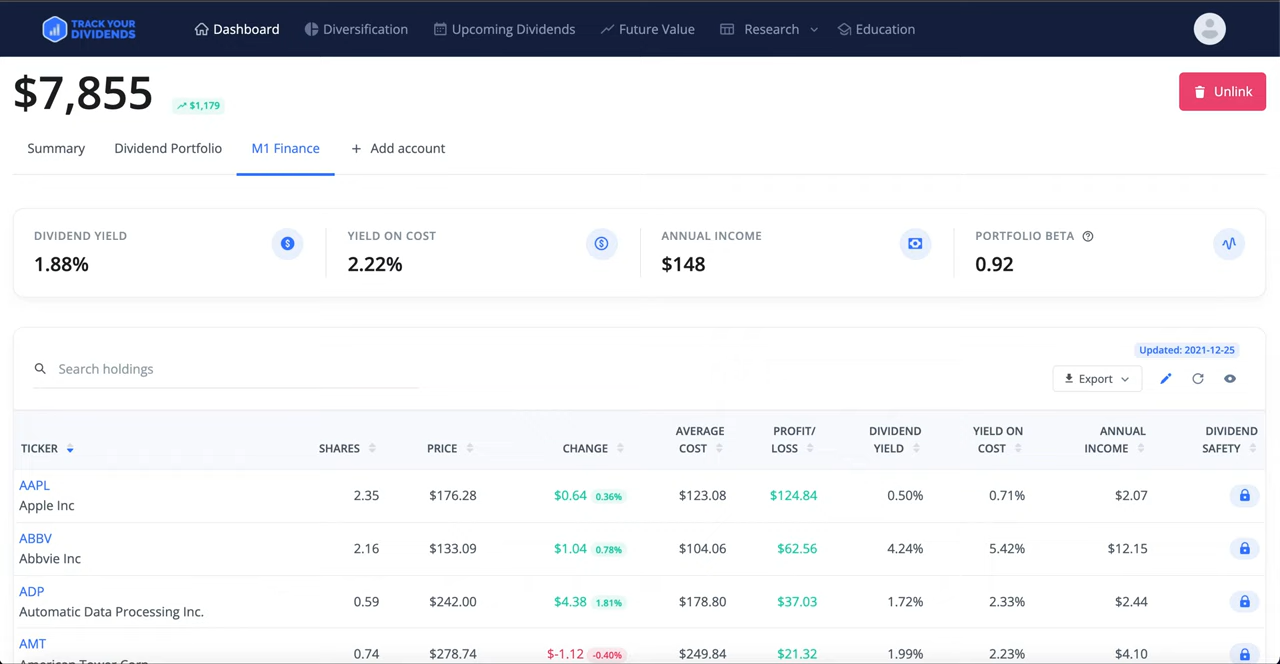 TRACK YOUR
DIVIDENDS
Dashboard
Diversification
Upcoming Dividends
Future Value
Research
Education
$7,855
$1,179
Unlink
Summary
Dividend Portfolio
M1 Finance
+ Add account
DIVIDEND YIELD
1.88%
YIELD ON COST
2.22%
ANNUAL INCOME
$148
PORTFOLIO BETA
0.92
Updated: 2021-12-25
Search holdings
Export
TICKER
SHARES
PRICE
CHANGE
AVERAGE
COST
PROFIT/
LOSS
DIVIDEND
YIELD
YIELD ON
COST
ANNUAL
INCOME
DIVIDEND
SAFETY
AAPL
Apple Inc
2.35 $176.28 $0.64 0.36% $123.08 $124.84 0.50% 0.71% $2.07
ABBV
Abbvie Inc
2.16 $133.09 $1.04 0.78% $104.06 $62.56 4.24% 5.42% $12.15
ADP
Automatic Data Processing Inc.
0.59 $242.00 $4.38 1.81% $178.80 $37.03 1.72% 2.33% $2.44
AMT
American Tower Corp
0.74 $278.74 $-1.12 -0.40% $249.84 $21.32 1.99% 2.23% $4.10